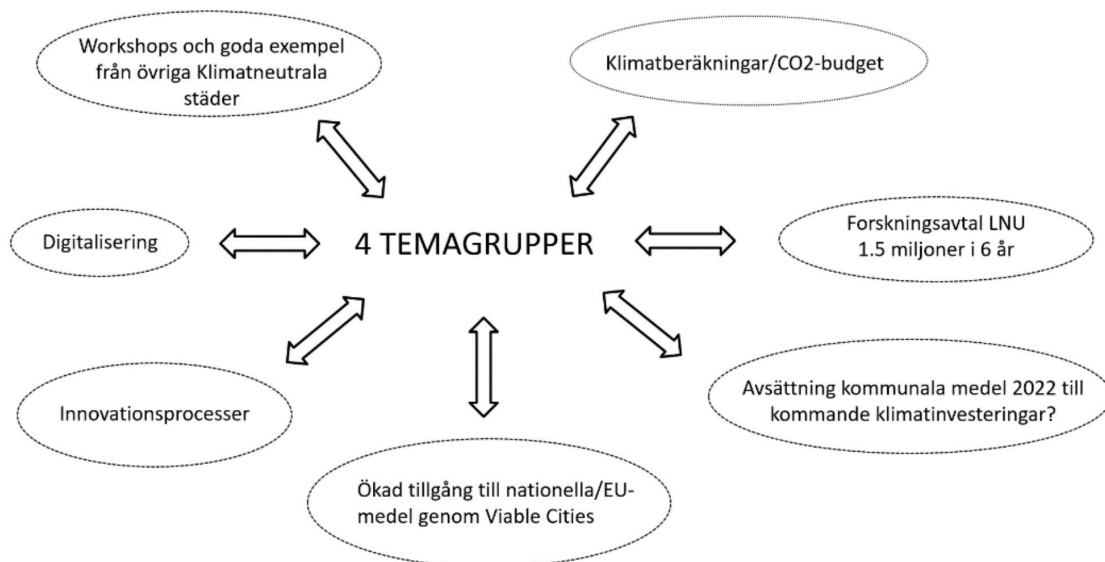 Workshops och goda exempel
från övriga Klimatneutrala
städer
Klimatberäkningar/CO2-budget
Digitalisering
4 TEMAGRUPPER
Forskningsavtal LNU
1.5 miljoner i 6 år
Innovationsprocesser
Avsättning kommunala medel 2022 till
kommande klimatinvesteringar?
Ökad tillgång till nationella/EU-
medel genom Viable Cities